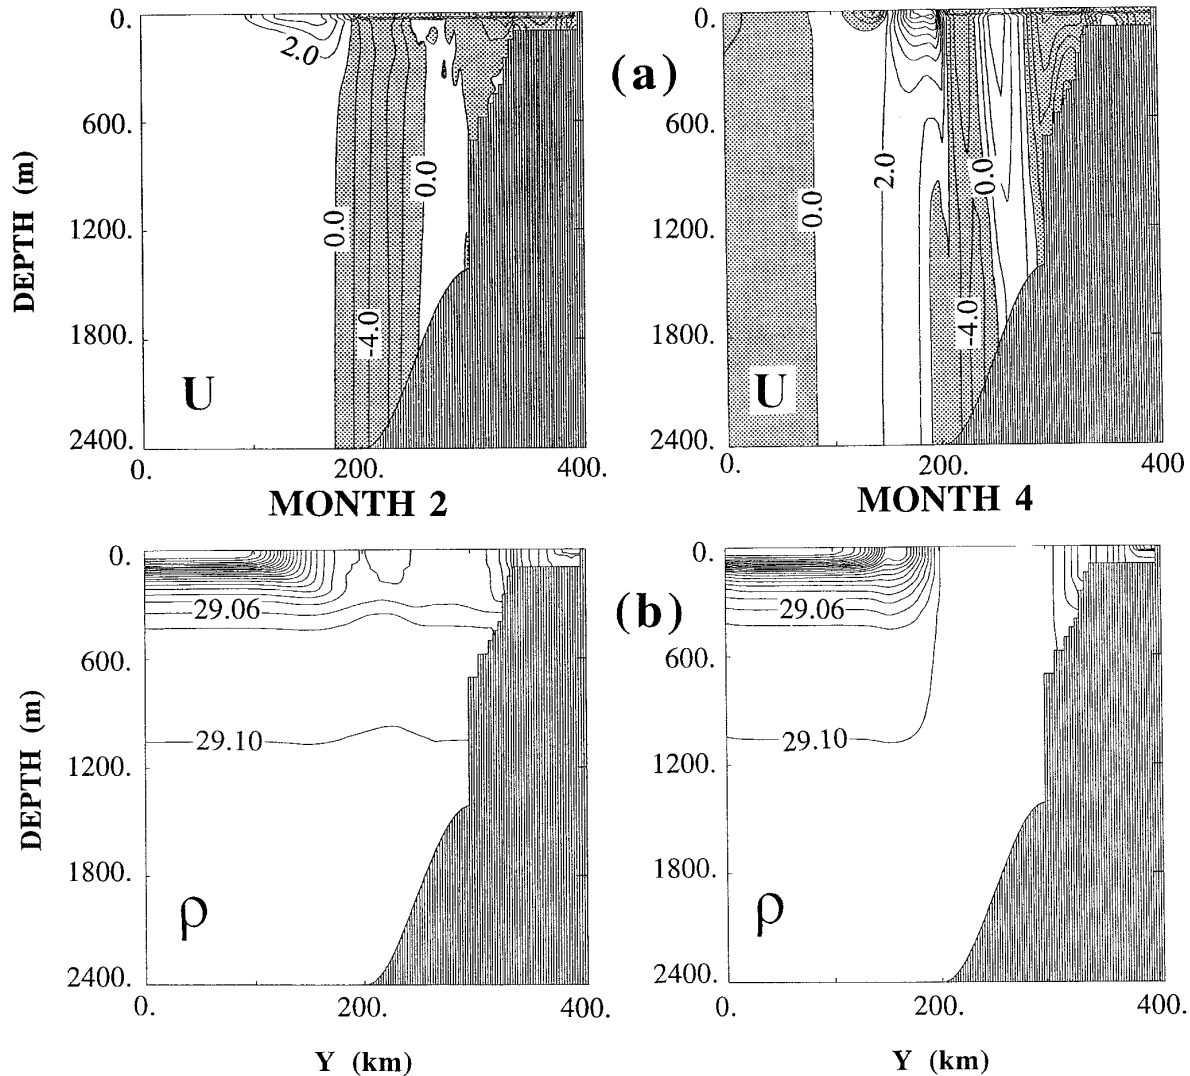 0. 0.
2.0
(a)
600. 600.
DEPTH (m) DEPTH (m)
0.0 0.0 2.0 0.0
1200. 1200.
0.0
1800. -4.0 1800. -4.0
U U
2400. 2400.
0. 200. 400. 0. 200. 400
MONTH 2 MONTH 4
0. 0.
29.06 29.06
(b)
600. 600.
DEPTH (m) DEPTH (m)
29.10 29.10
1200. 1200.
1800. 1800.
ρ ρ
2400. 2400.
0. 200. 400. 0. 200. 400.
Y (km) Y (km)